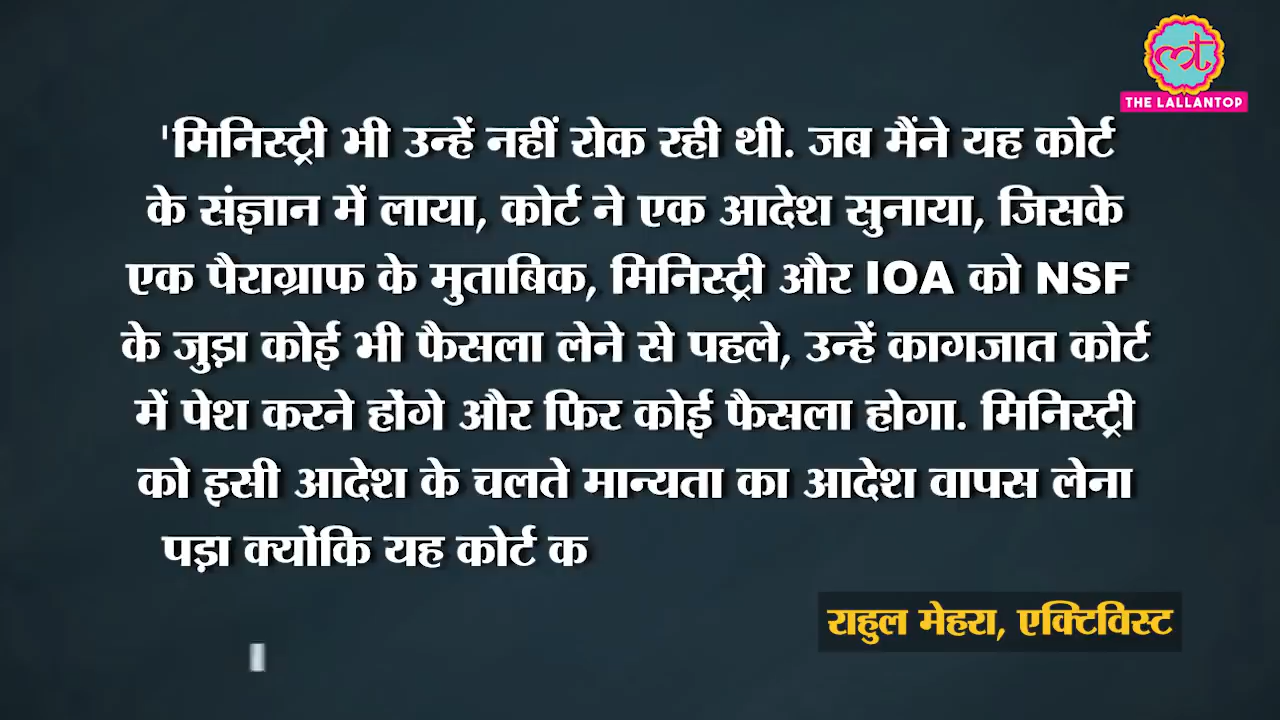 THE LALLANTOP
'मिनिस्ट्री भी उन्हें नहीं रोक रही थी. जब मैंने यह कोर्ट
के संज्ञान में लाया, कोर्ट ने एक आदेश सुनाया, जिसके
एक पैराग्राफ के मुताबिक, मिनिस्ट्री और IOA को NSF
के जुड़ा कोई भी फैसला लेने से पहले, उन्हें कागजात कोर्ट
में पेश करने होंगे और फिर कोई फैसला होगा. मिनिस्ट्री
को इसी आदेश के चलते मान्यता का आदेश वापस लेना
पड़ा क्योंकि यह कोर्ट क
राहुल मेहरा, एक्टिविस्ट